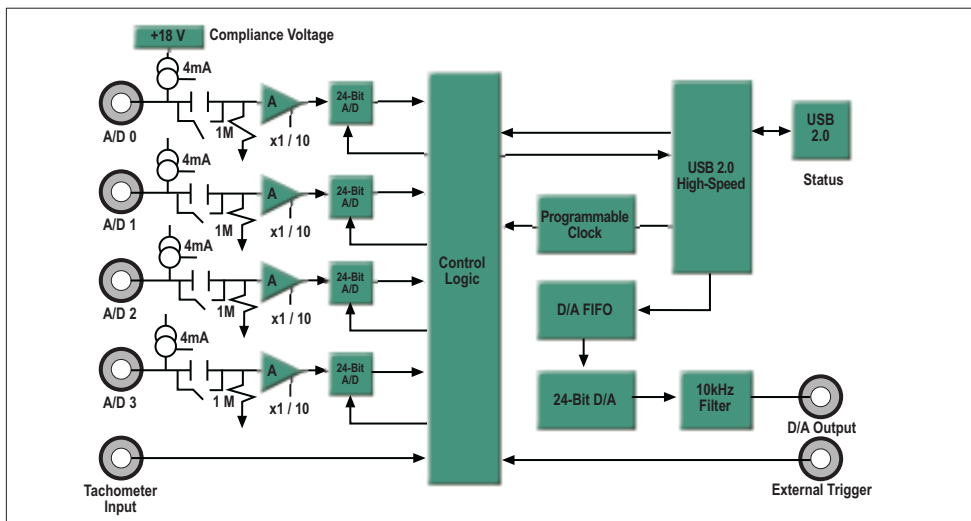 +18 V
Compliance Voltage
4mA
A/D 0
1M
A
x1 / 10
24-Bit
A/D
4mA
A/D 1
1M
A
x1 / 10
24-Bit
A/D
4mA
A/D 2
1M
A
x1 / 10
24-Bit
A/D
4mA
A/D 3
1 M
A
x1 / 10
24-Bit
A/D
Tachometer
Input
Control
Logic
Programmable
Clock
USB 2.0
High-Speed
USB
2.0
Status
D/A FIFO
24-Bit D/A
10kHz
Filter
D/A Output
External Trigger